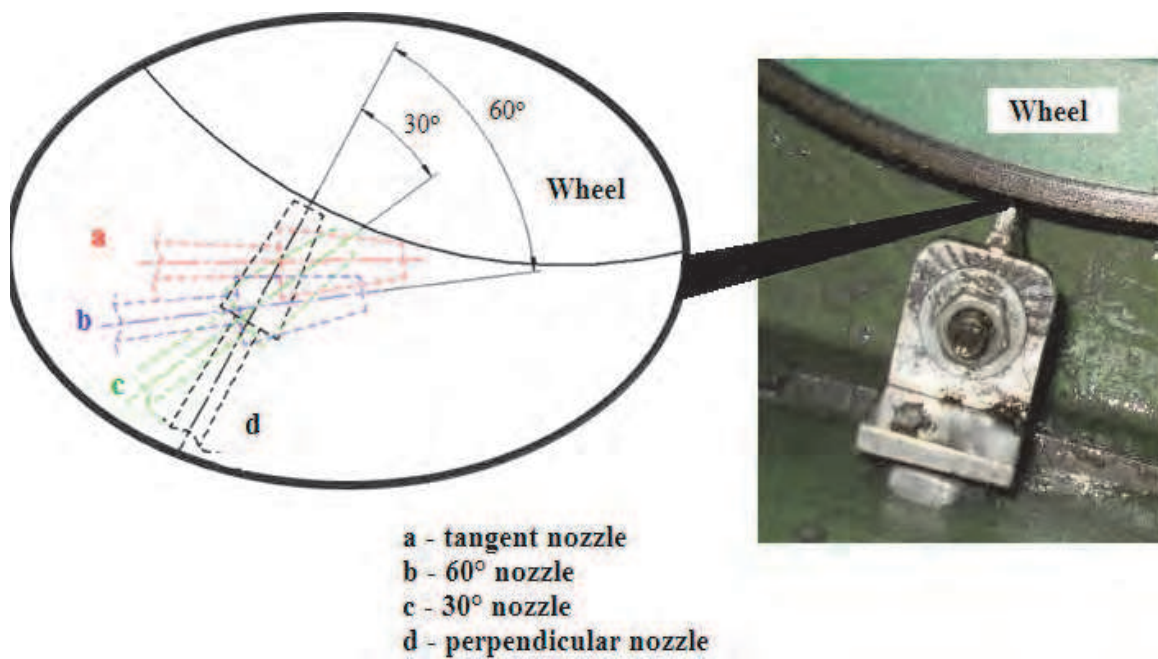 60°
30°
Wheel
Wheel
a
b
c
d
a - tangent nozzle
b - 60° nozzle
c - 30° nozzle
d - perpendicular nozzle